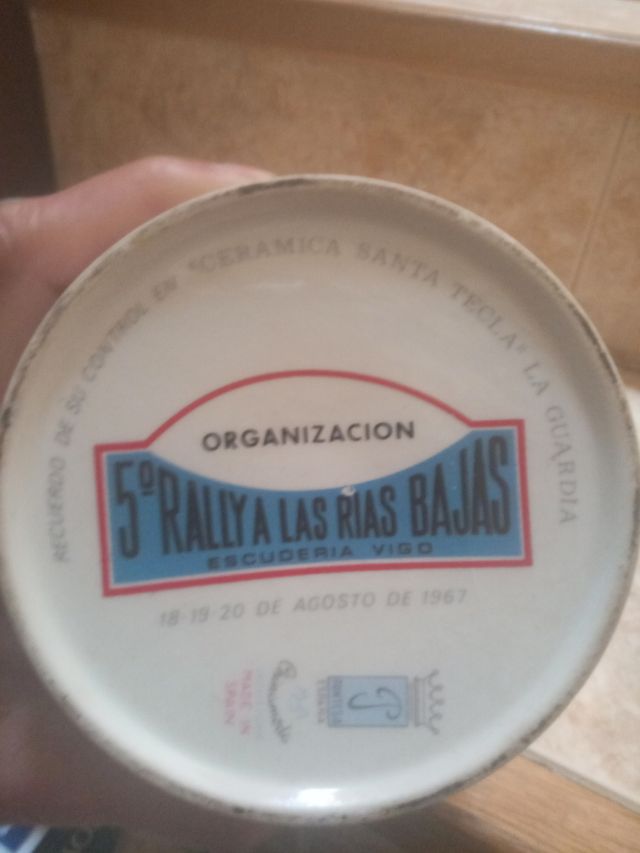 RECUERDO DE SU CONTROL EN "CERAMICA SANTA TECLA" LA GUARDIA
ORGANIZACION
5º RALLY A LAS RIAS BAJAS
ESCUDERIA VIGO
18-19-20 DE AGOSTO DE 1967
MADE IN
SPAIN